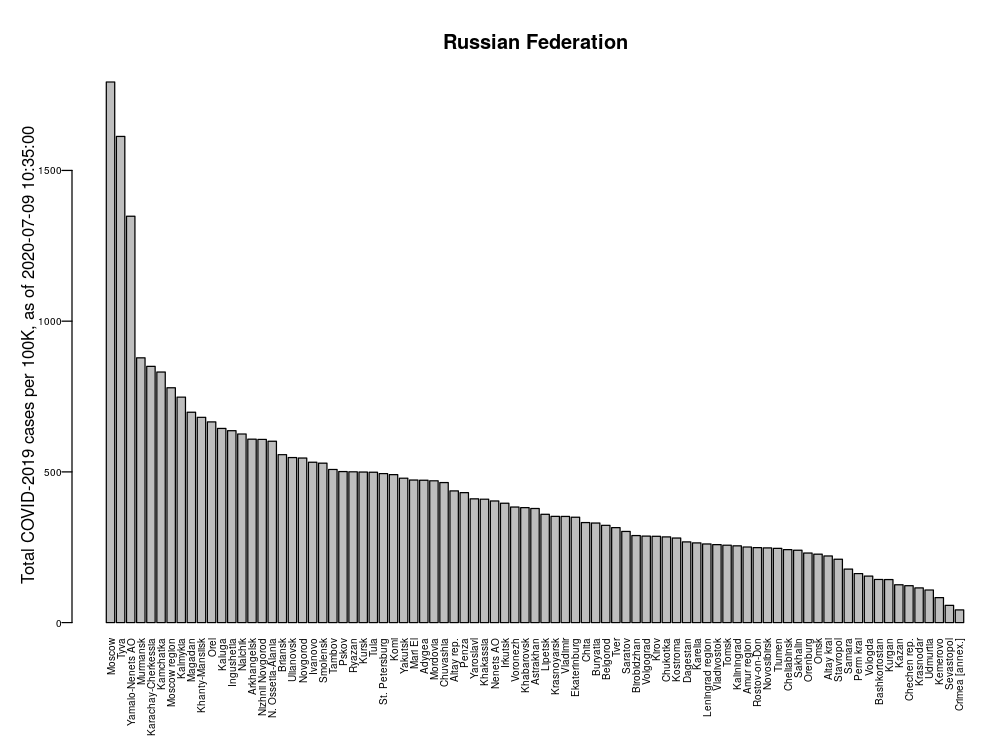 Russian Federation
Total COVID-2019 cases per 100K, as of 2020-07-09 10:35:00
1500
1000
500
0
Moscow
Tyva
Yamalo-Nenets AO
Murmansk
Karachay-Cherkessia
Kamchatka
Moscow region
Kalmykia
Magadan
Khanty-Mansiisk
Orel
Kaluga
Ingushetia
Nalchik
Arkhangelsk
Nizhnii Novgorod
N. Ossetia-Alania
Briansk
Ulianovsk
Novgorod
Ivanovo
Smolensk
Tambov
Pskov
Ryazan
Kursk
Tula
St. Petersburg
Komi
Yakutsk
Mari El
Adygea
Mordovia
Chuvashia
Altay rep.
Penza
Yaroslavl
Khakassia
Nenets AO
Irkutsk
Voronezh
Khabarovsk
Astrakhan
Lipetsk
Krasnoyarsk
Vladimir
Ekaterinburg
Chita
Buryatia
Belgorod
Tver
Saratov
Birobidzhan
Volgograd
Kirov
Chukotka
Kostroma
Dagestan
Karelia
Leningrad region
Vladivostok
Tomsk
Kaliningrad
Amur region
Rostov-on-Don
Novosibirsk
Tiumen
Cheliabinsk
Sakhalin
Orenburg
Omsk
Altay krai
Stavropol
Samara
Perm krai
Vologda
Bashkortostan
Kurgan
Kazan
Chechen rep.
Krasnodar
Udmurtia
Kemerovo
Sevastopol
Crimea [annex.]